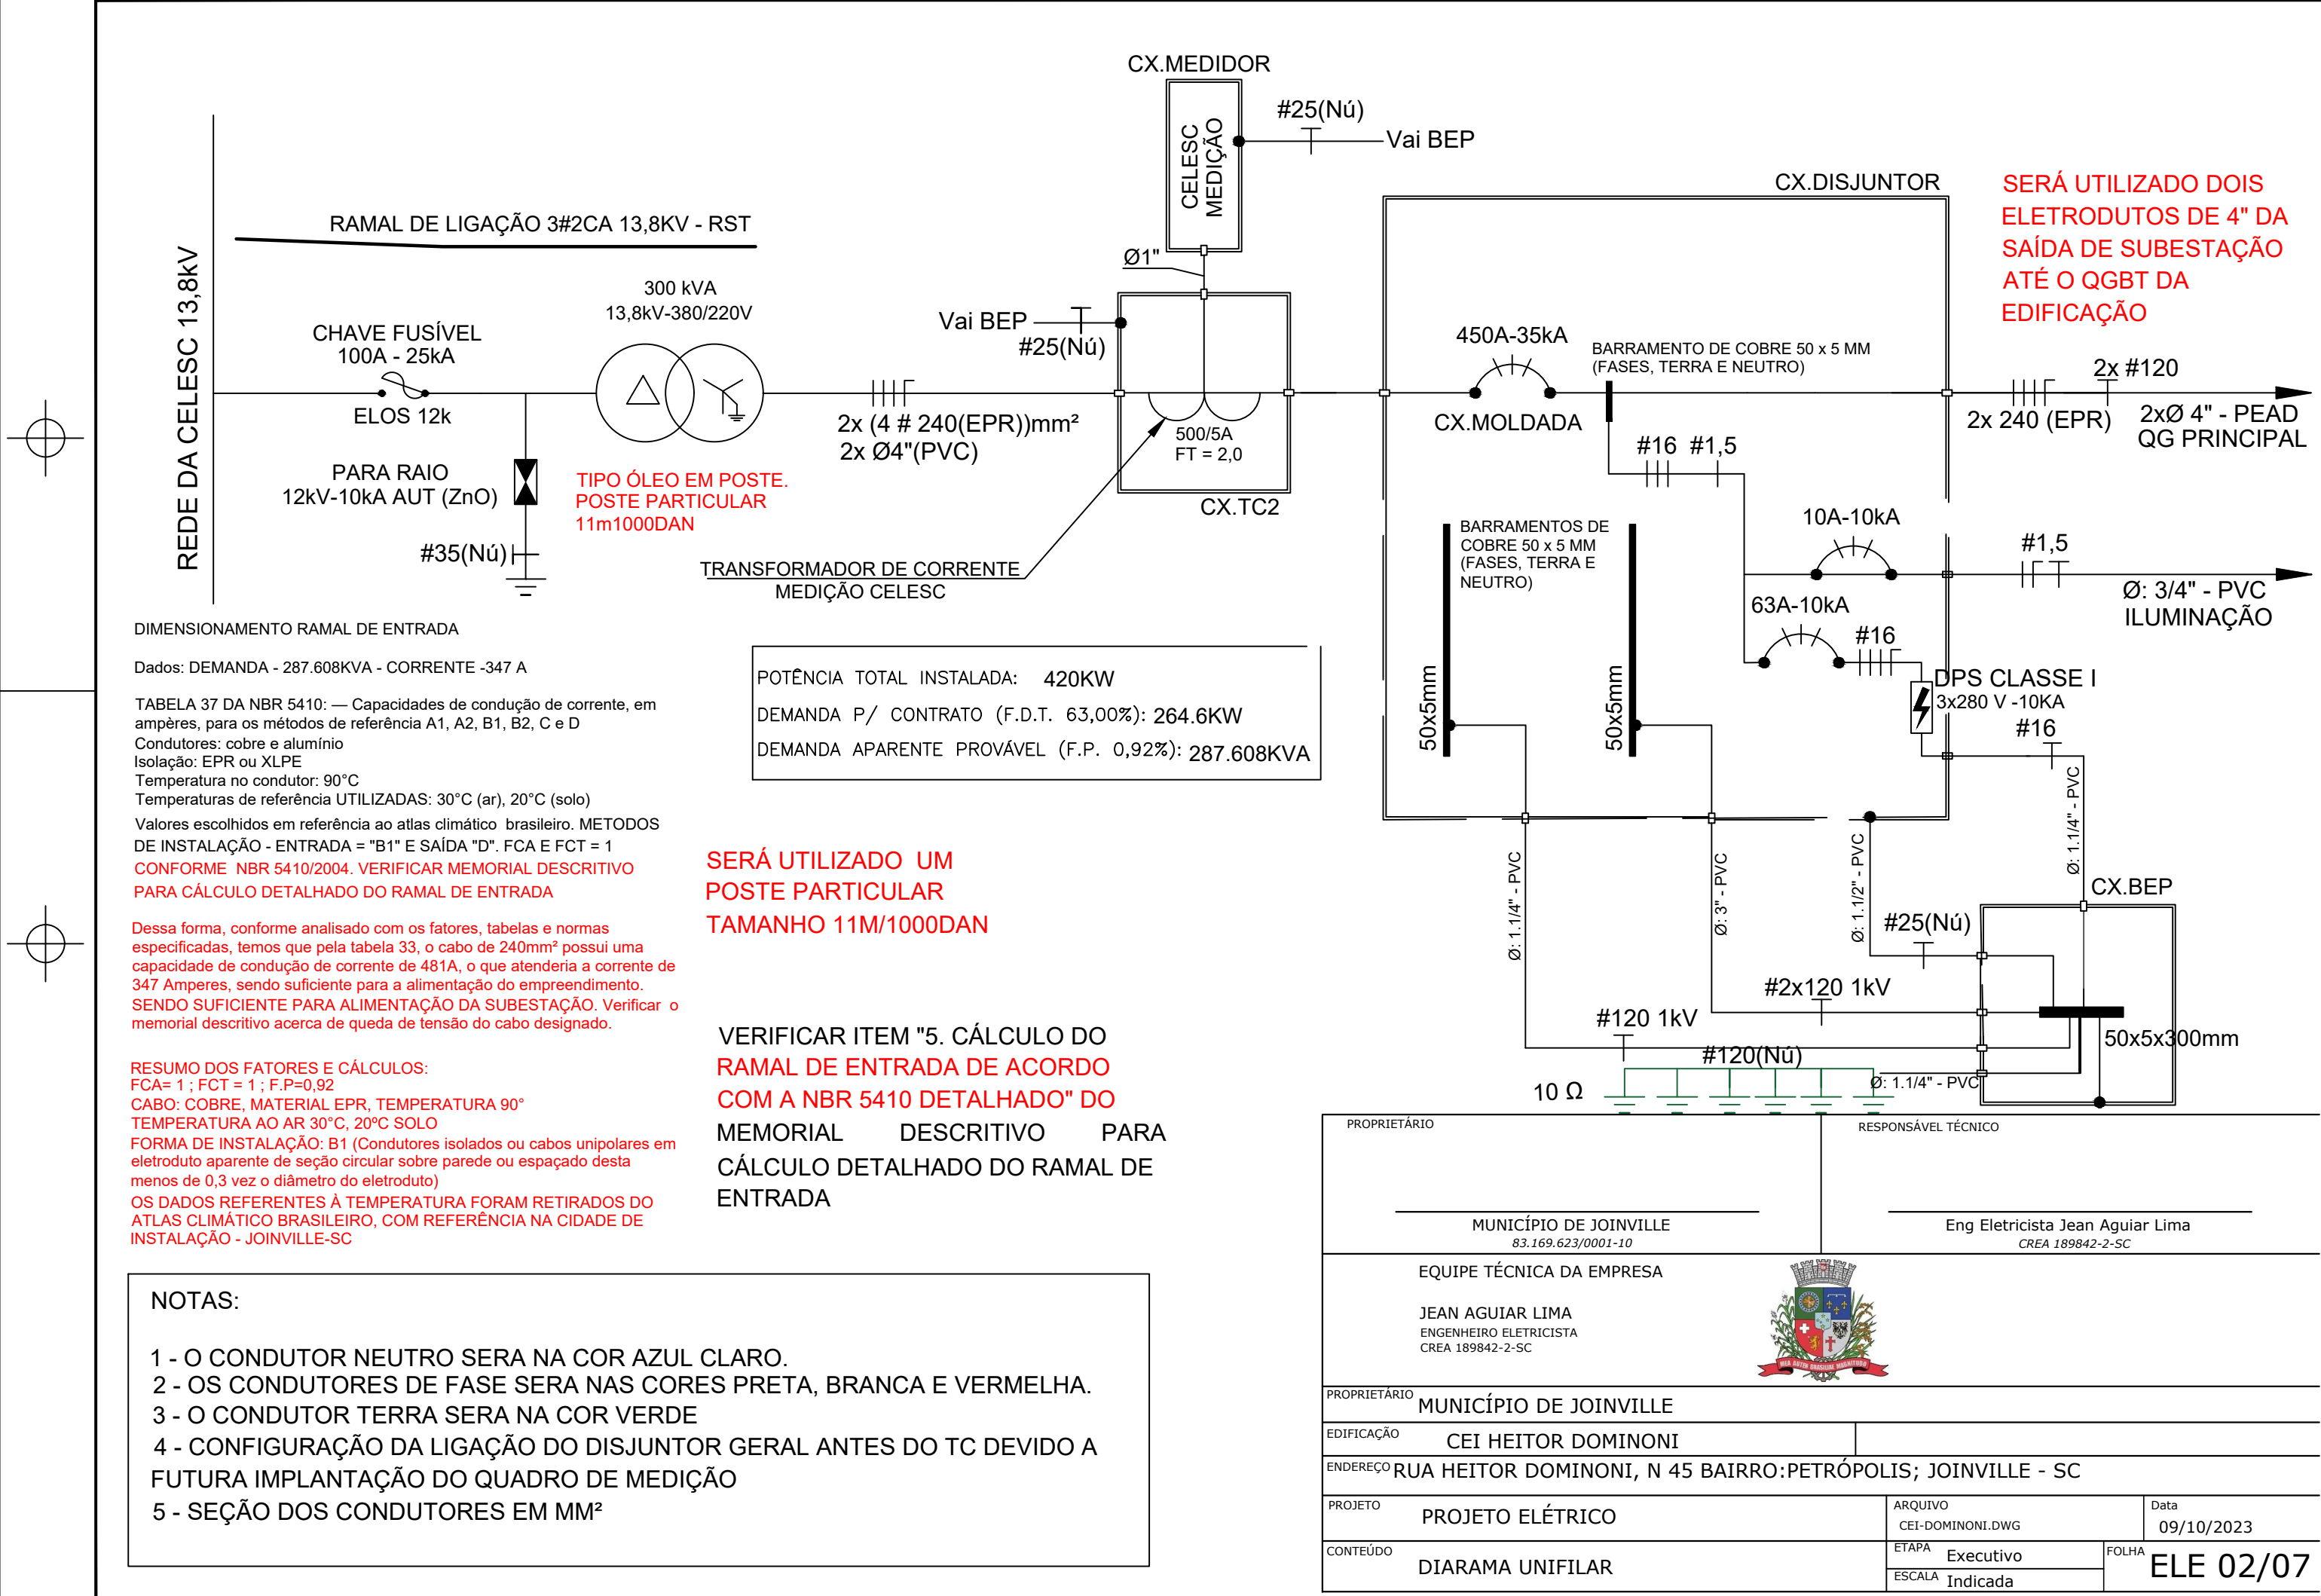 CX.MEDIDOR
#25(Nú)
Vai BEP
CELESC
MEDIÇÃO
Ø1"
CX.DISJUNTOR
SERÁ UTILIZADO DOIS
ELETRODUTOS DE 4" DA
SAÍDA DE SUBESTAÇÃO
ATÉ O QGBT DA
EDIFICAÇÃO
REDE DA CELESC 13,8kV
RAMAL DE LIGAÇÃO 3#2CA 13,8KV - RST
CHAVE FUSÍVEL
100A - 25kA
ELOS 12k
300 kVA
13,8kV-380/220V
PARA RAIO
12kV-10kA AUT (ZnO)
#35(Nú)
TIPO ÓLEO EM POSTE.
POSTE PARTICULAR
11m1000DAN
2x (4 # 240(EPR))mm²
2x Ø4"(PVC)
Vai BEP
#25(Nú)
500/5A
FT = 2,0
CX.TC2
TRANSFORMADOR DE CORRENTE
MEDIÇÃO CELESC
450A-35kA
CX.MOLDADA
BARRAMENTO DE COBRE 50 x 5 MM
(FASES, TERRA E NEUTRO)
2x #120
2x 240 (EPR)
2xØ 4" - PEAD
QG PRINCIPAL
#16 #1,5
BARRAMENTOS DE
COBRE 50 x 5 MM
(FASES, TERRA E
NEUTRO)
10A-10kA
#1,5
Ø: 3/4" - PVC
ILUMINAÇÃO
63A-10kA
#16
DPS CLASSE I
3x280 V -10KA
#16
50x5mm
50x5mm
Ø: 1.1/4" - PVC
Ø: 3" - PVC
Ø: 1.1/2" - PVC
Ø: 1.1/4" - PVC
CX.BEP
#25(Nú)
#2x120 1kV
#120 1kV
#120(Nú)
10 Ω
Ø: 1.1/4" - PVC
50x5x300mm
DIMENSIONAMENTO RAMAL DE ENTRADA
Dados: DEMANDA - 287.608KVA - CORRENTE -347 A
TABELA 37 DA NBR 5410: — Capacidades de condução de corrente, em
ampères, para os métodos de referência A1, A2, B1, B2, C e D
Condutores: cobre e alumínio
Isolação: EPR ou XLPE
Temperatura no condutor: 90°C
Temperaturas de referência UTILIZADAS: 30°C (ar), 20°C (solo)
Valores escolhidos em referência ao atlas climático brasileiro. METODOS
DE INSTALAÇÃO - ENTRADA = "B1" E SAÍDA "D". FCA E FCT = 1
CONFORME NBR 5410/2004. VERIFICAR MEMORIAL DESCRITIVO
PARA CÁLCULO DETALHADO DO RAMAL DE ENTRADA
Dessa forma, conforme analisado com os fatores, tabelas e normas
especificadas, temos que pela tabela 33, o cabo de 240mm² possui uma
capacidade de condução de corrente de 481A, o que atenderia a corrente de
347 Amperes, sendo suficiente para a alimentação do empreendimento.
SENDO SUFICIENTE PARA ALIMENTAÇÃO DA SUBESTAÇÃO. Verificar o
memorial descritivo acerca de queda de tensão do cabo designado.
RESUMO DOS FATORES E CÁLCULOS:
FCA= 1 ; FCT = 1 ; F.P=0,92
CABO: COBRE, MATERIAL EPR, TEMPERATURA 90°
TEMPERATURA AO AR 30°C, 20ºC SOLO
FORMA DE INSTALAÇÃO: B1 (Condutores isolados ou cabos unipolares em
eletroduto aparente de seção circular sobre parede ou espaçado desta
menos de 0,3 vez o diâmetro do eletroduto)
OS DADOS REFERENTES À TEMPERATURA FORAM RETIRADOS DO
ATLAS CLIMÁTICO BRASILEIRO, COM REFERÊNCIA NA CIDADE DE
INSTALAÇÃO - JOINVILLE-SC
POTÊNCIA TOTAL INSTALADA: 420KW
DEMANDA P/ CONTRATO (F.D.T. 63,00%): 264.6KW
DEMANDA APARENTE PROVÁVEL (F.P. 0,92%): 287.608KVA
SERÁ UTILIZADO UM
POSTE PARTICULAR
TAMANHO 11M/1000DAN
VERIFICAR ITEM "5. CÁLCULO DO
RAMAL DE ENTRADA DE ACORDO
COM A NBR 5410 DETALHADO" DO
MEMORIAL DESCRITIVO PARA
CÁLCULO DETALHADO DO RAMAL DE
ENTRADA
NOTAS:
1 - O CONDUTOR NEUTRO SERA NA COR AZUL CLARO.
2 - OS CONDUTORES DE FASE SERA NAS CORES PRETA, BRANCA E VERMELHA.
3 - O CONDUTOR TERRA SERA NA COR VERDE
4 - CONFIGURAÇÃO DA LIGAÇÃO DO DISJUNTOR GERAL ANTES DO TC DEVIDO A
FUTURA IMPLANTAÇÃO DO QUADRO DE MEDIÇÃO
5 - SEÇÃO DOS CONDUTORES EM MM²
PROPRIETÁRIO
RESPONSÁVEL TÉCNICO
MUNICÍPIO DE JOINVILLE
83.169.623/0001-10
Eng Eletricista Jean Aguiar Lima
CREA 189842-2-SC
EQUIPE TÉCNICA DA EMPRESA
JEAN AGUIAR LIMA
ENGENHEIRO ELETRICISTA
CREA 189842-2-SC
PROPRIETÁRIO MUNICÍPIO DE JOINVILLE
EDIFICAÇÃO CEI HEITOR DOMINONI
ENDEREÇO RUA HEITOR DOMINONI, N 45 BAIRRO:PETRÓPOLIS; JOINVILLE - SC
PROJETO PROJETO ELÉTRICO
ARQUIVO
CEI-DOMINONI.DWG
Data
09/10/2023
CONTEÚDO DIARAMA UNIFILAR
ETAPA Executivo
ESCALA Indicada
FOLHA ELE 02/07